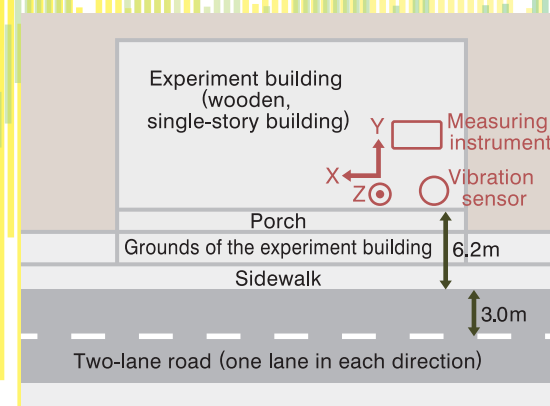 Experiment building
(wooden,
single-story building)
Y
Measuring
instrument
X
Z
Vibration
sensor
Porch
Grounds of the experiment building
6.2m
Sidewalk
3.0m
Two-lane road (one lane in each direction)